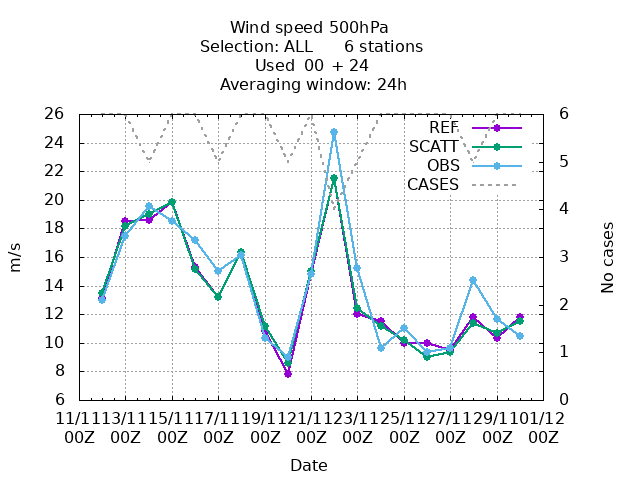 Wind speed 500hPa
Selection: ALL 6 stations
Used 00 + 24
Averaging window: 24h
REF
SCATT
OBS
CASES
26
24
22
20
18
16
14
12
10
8
6
m/s
6
5
4
3
2
1
0
No cases
11/11 13/11 15/11 17/11 19/11 21/11 23/11 25/11 27/11 29/11 01/12
00Z 00Z 00Z 00Z 00Z 00Z 00Z 00Z 00Z 00Z 00Z
Date